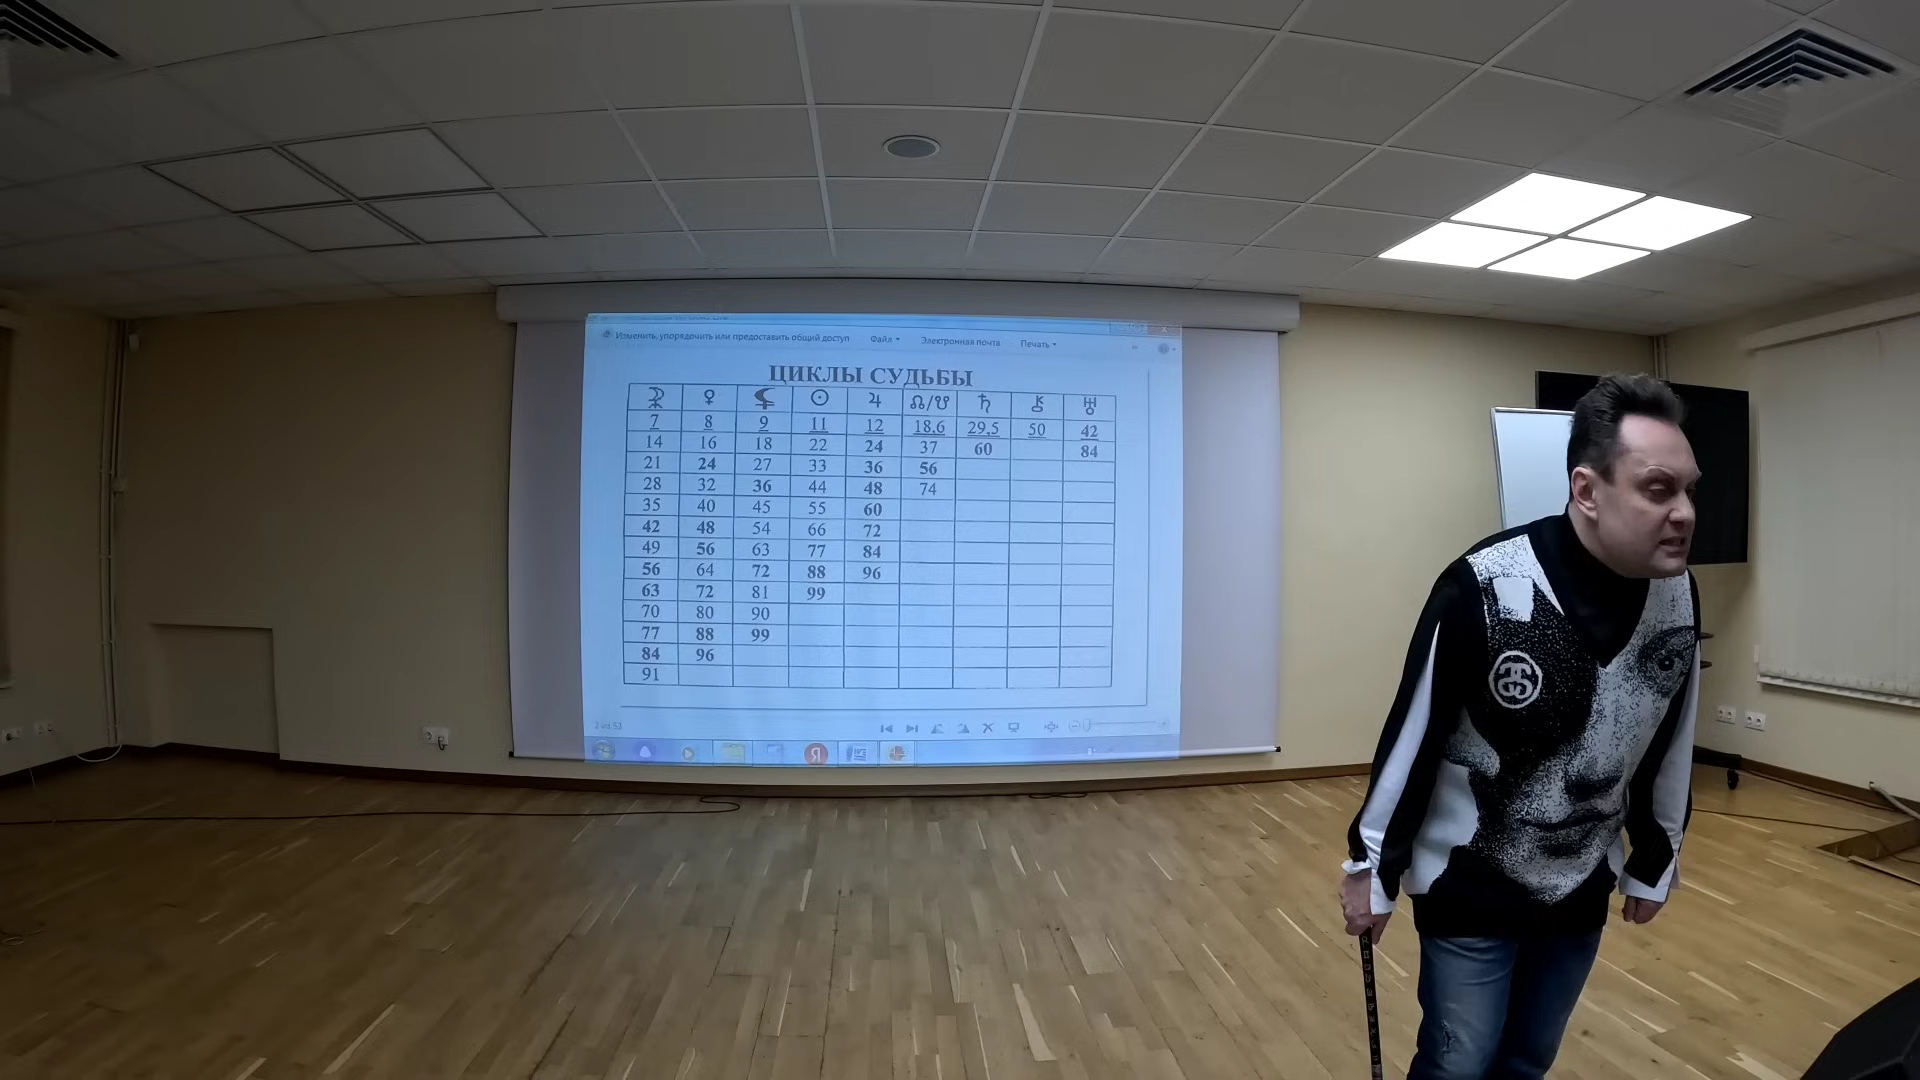 Изменить, упорядочить или предоставить общий доступ Файл Электронная почта Печать
ЦИКЛЫ СУДЬБЫ
☿ ♀ ⚸ ☉ ♃ ☊/☋ ♄ ⚷ ♅
7 8 9 11 12 18,6 29,5 50 42
14 16 18 22 24 37 60 84
21 24 27 33 36 56
28 32 36 44 48 74
35 40 45 55 60
42 48 54 66 72
49 56 63 77 84
56 64 72 88 96
63 72 81 99
70 80 90
77 88 99
84 96
91
2 из 53
Я